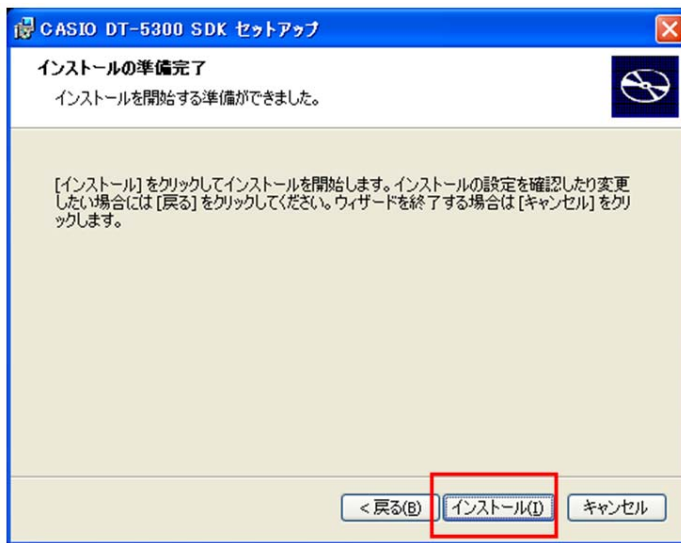 CASIO DT-5300 SDK セットアップ
インストールの準備完了
インストールを開始する準備ができました。
[インストール] をクリックしてインストールを開始します。インストールの設定を確認したり変更
したい場合には [戻る] をクリックしてください。ウィザードを終了する場合は [キャンセル] をクリ
ックします。
< 戻る(B) インストール(I) キャンセル